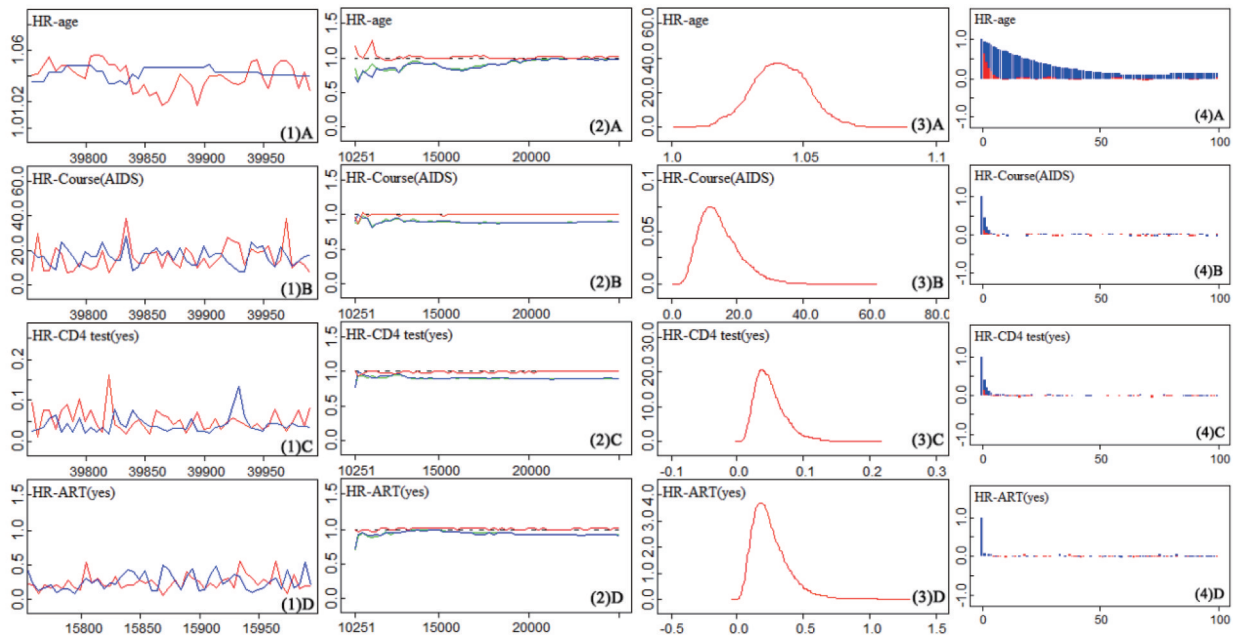 HR-age
1.06
1.01.02
(1)A
39800 39850 39900 39950
HR-age
1.5
1.0
0.5
0.0
(2)A
10251 15000 20000
HR-age
60.0
40.0
20.0
0.0
(3)A
1.0 1.05 1.1
HR-age
1.0
0.0
-1.0
(4)A
0 50 100
HR-Course(AIDS)
60.0
40.0
20.0
0.0
(1)B
39800 39850 39900 39950
HR-Course(AIDS)
1.5
1.0
0.5
0.0
(2)B
10251 15000 20000
HR-Course(AIDS)
0.1
0.05
0.0
(3)B
0.0 20.0 40.0 60.0 80.0
HR-Course(AIDS)
1.0
0.0
-1.0
(4)B
0 50 100
HR-CD4 test(yes)
0.2
0.1
0.0
(1)C
39800 39850 39900 39950
HR-CD4 test(yes)
1.5
1.0
0.5
0.0
(2)C
10251 15000 20000
HR-CD4 test(yes)
30.0
20.0
10.0
0.0
(3)C
-0.1 0.0 0.1 0.2 0.3
HR-CD4 test(yes)
1.0
0.0
-1.0
(4)C
0 50 100
HR-ART(yes)
1.5
1.0
0.5
0.0
(1)D
15800 15850 15900 15950
HR-ART(yes)
1.5
1.0
0.5
0.0
(2)D
10251 15000 20000
HR-ART(yes)
4.0
3.0
2.0
1.0
0.0
(3)D
-0.5 0.0 0.5 1.0 1.5
HR-ART(yes)
1.0
0.0
-1.0
(4)D
0 50 100